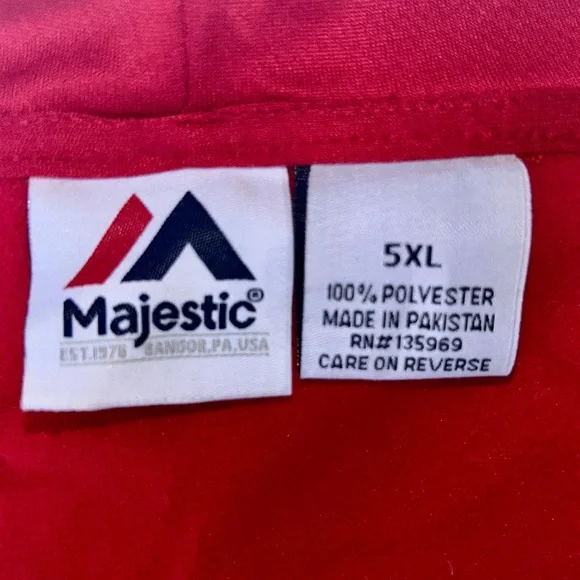 Majestic®
EST.1976 BANGOR,PA,USA
5XL
100% POLYESTER
MADE IN PAKISTAN
RN#135969
CARE ON REVERSE